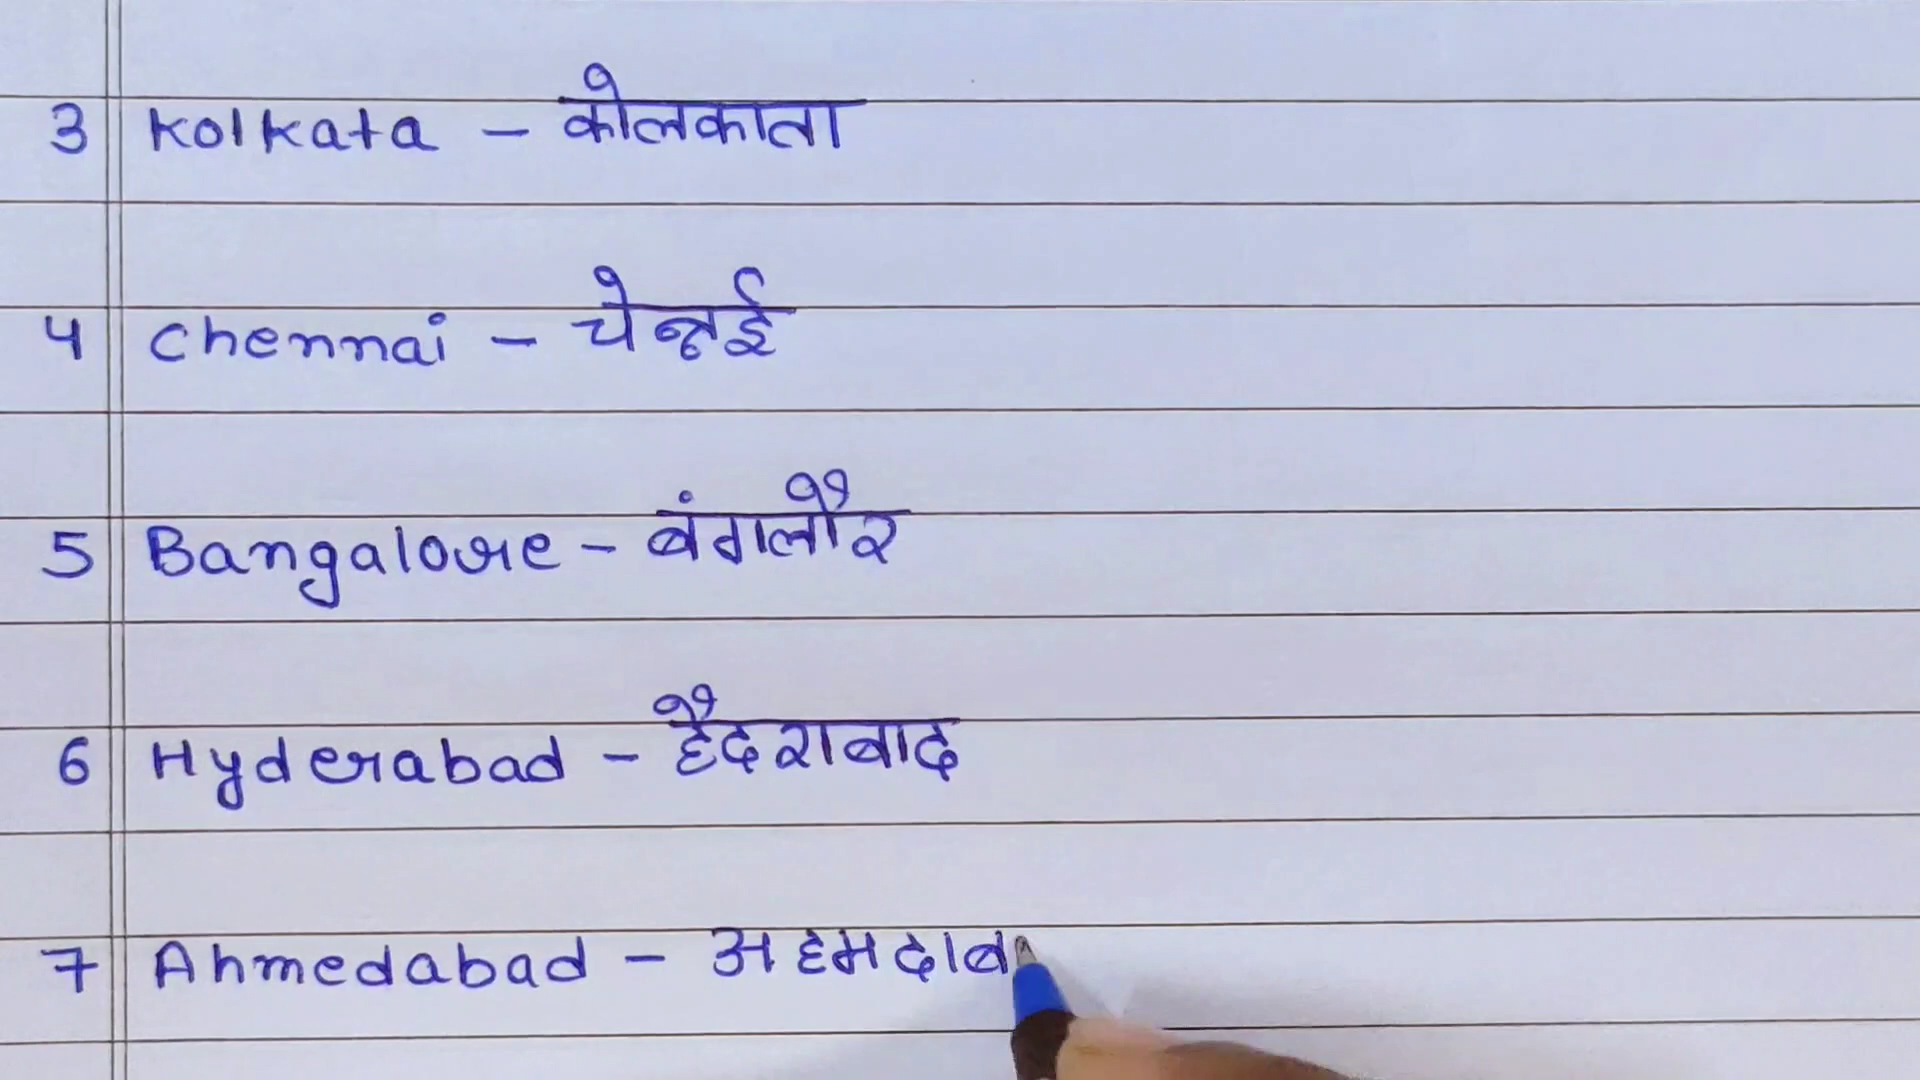 3 Kolkata - कोलकाता
4 Chennai - चेन्नई
5 Bangalore - बंगलौर
6 Hyderabad - हैदराबाद
7 Ahmedabad - अहमदाब